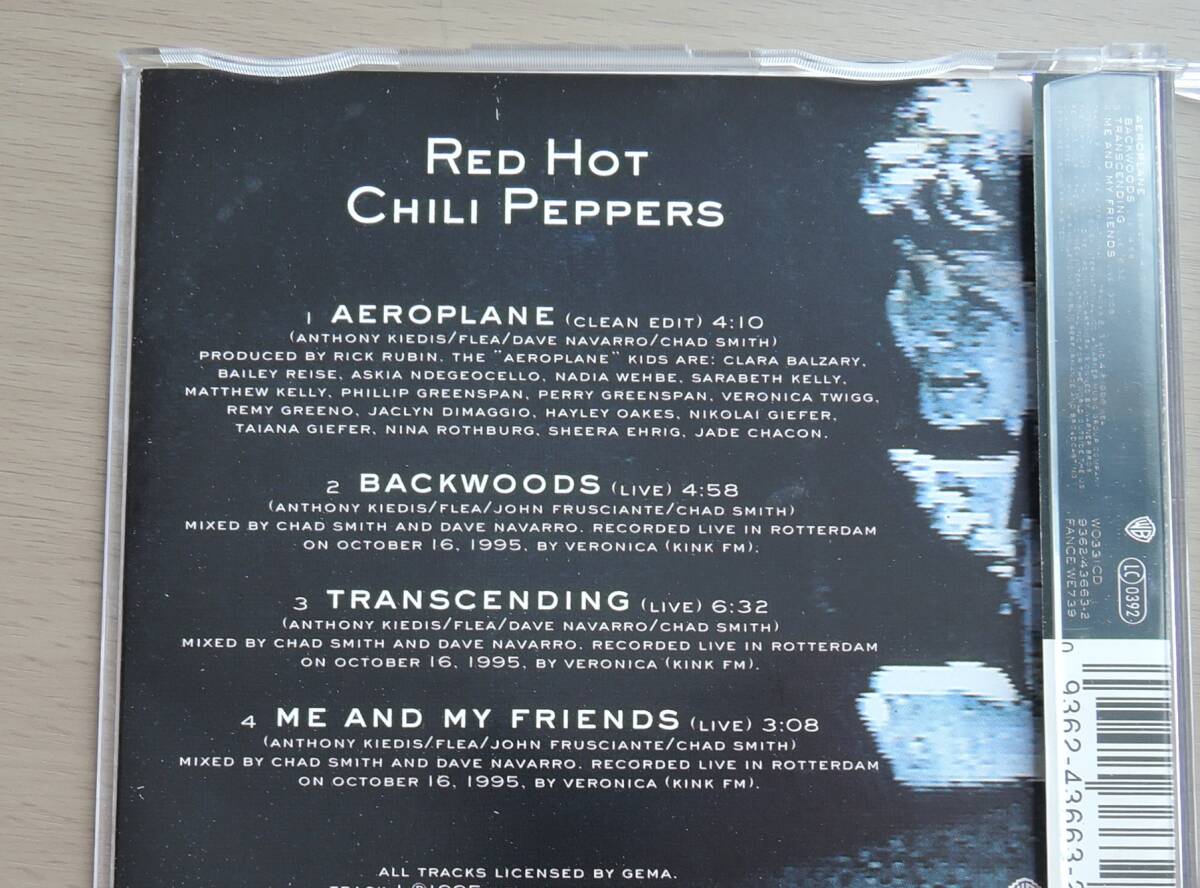 RED HOT
CHILI PEPPERS
1 AEROPLANE (CLEAN EDIT) 4:10
(ANTHONY KIEDIS/FLEA/DAVE NAVARRO/CHAD SMITH)
PRODUCED BY RICK RUBIN. THE "AEROPLANE" KIDS ARE: CLARA BALZARY,
BAILEY REISE, ASKIA NDEGEOCELLO, NADIA WEHBE, SARABETH KELLY,
MATTHEW KELLY, PHILLIP GREENSPAN, PERRY GREENSPAN, VERONICA TWIGG,
REMY GREENO, JACLYN DIMAGGIO, HAYLEY OAKES, NIKOLAI GIEFER,
TAIANA GIEFER, NINA ROTHBURG, SHEERA EHRIG, JADE CHACON.
2 BACKWOODS (LIVE) 4:58
(ANTHONY KIEDIS/FLEA/JOHN FRUSCIANTE/CHAD SMITH)
MIXED BY CHAD SMITH AND DAVE NAVARRO. RECORDED LIVE IN ROTTERDAM
ON OCTOBER 16, 1995, BY VERONICA (KINK FM).
3 TRANSCENDING (LIVE) 6:32
(ANTHONY KIEDIS/FLEA/DAVE NAVARRO/CHAD SMITH)
MIXED BY CHAD SMITH AND DAVE NAVARRO. RECORDED LIVE IN ROTTERDAM
ON OCTOBER 16, 1995, BY VERONICA (KINK FM).
4 ME AND MY FRIENDS (LIVE) 3:08
(ANTHONY KIEDIS/FLEA/JOHN FRUSCIANTE/CHAD SMITH)
MIXED BY CHAD SMITH AND DAVE NAVARRO. RECORDED LIVE IN ROTTERDAM
ON OCTOBER 16, 1995, BY VERONICA (KINK FM).
ALL TRACKS LICENSED BY GEMA.
AEROPLANE
BACKWOODS
TRANSCENDING
ME AND MY FRIENDS
WB
LC 0392
W0331CD
9362-43663-2
FANCE WE739
0 9362-43663-2